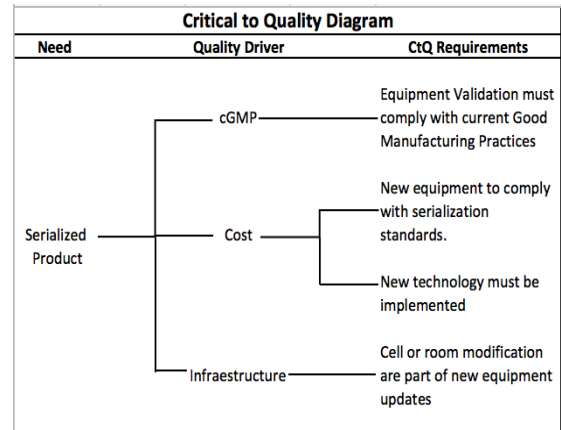 Critical to Quality Diagram
Need Quality Driver CtQ Requirements
Equipment Validation must
cGMP comply with current Good
Manufacturing Practices
New equipment to comply
with serialization
Serialized Cost standards.
Product
New technology must be
implemented
Cell or room modification
Infraestructure are part of new equipment
updates